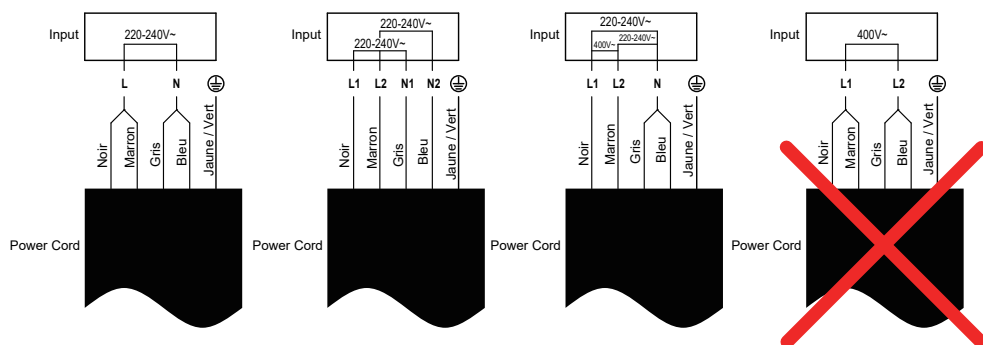 Input
220-240V~
L N
Noir
Marron
Gris
Bleu
Jaune / Vert
Power Cord
Input
220-240V~
220-240V~
L1 L2 N1 N2
Noir
Marron
Gris
Bleu
Jaune / Vert
Power Cord
Input
220-240V~
400V~
220-240V~
L1 L2 N
Noir
Marron
Gris
Bleu
Jaune / Vert
Power Cord
Input
400V~
L1 L2
Noir
Marron
Gris
Bleu
Jaune / Vert
Power Cord